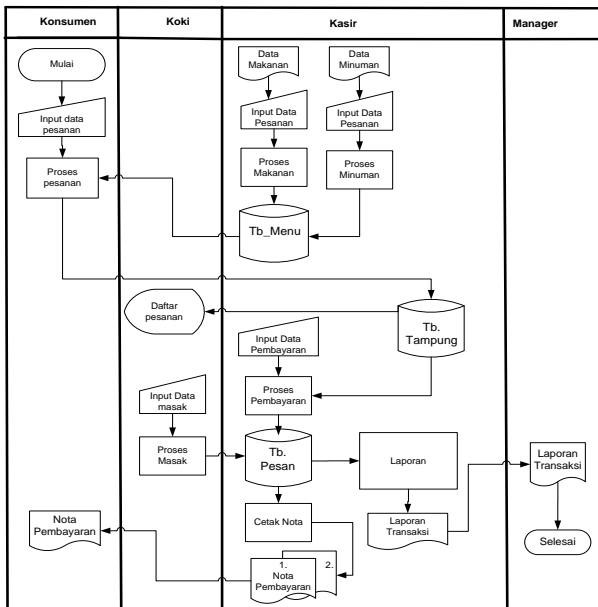 Konsumen
Koki
Kasir
Manager
Mulai
Data
Makanan
Data
Minuman
Input data
pesanan
Input Data
Pesanan
Input Data
Pesanan
Proses
pesanan
Proses
Makanan
Proses
Minuman
Tb_Menu
Daftar
pesanan
Tb.
Tampung
Input Data
Pembayaran
Input Data
masak
Proses
Pembayaran
Proses
Masak
Tb.
Pesan
Laporan
Laporan
Transaksi
Nota
Pembayaran
Cetak Nota
Laporan
Transaksi
Selesai
1.
Nota
Pembayaran
2.